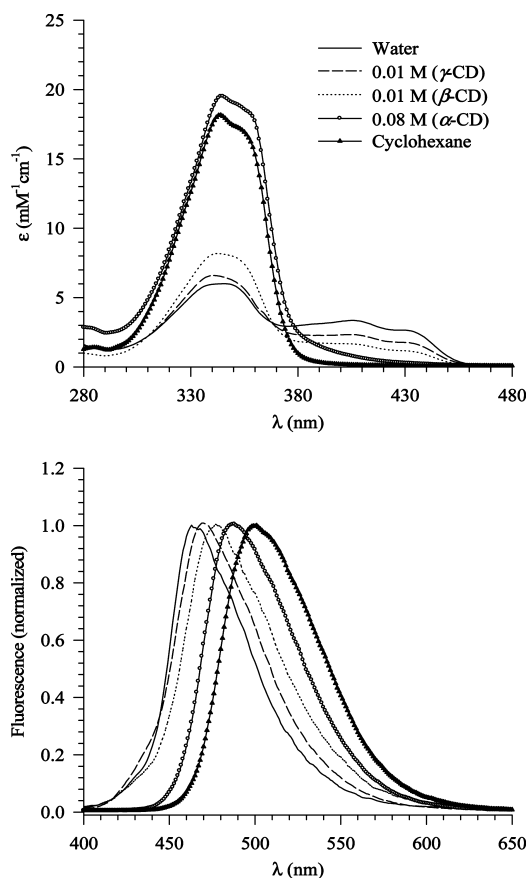 25
20
15
10
5
0
ε (mM⁻¹cm⁻¹)
Water
0.01 M (γ-CD)
0.01 M (β-CD)
0.08 M (α-CD)
Cyclohexane
280 330 380 430 480
λ (nm)
1.2
1.0
0.8
0.6
0.4
0.2
0.0
Fluorescence (normalized)
400 450 500 550 600 650
λ (nm)